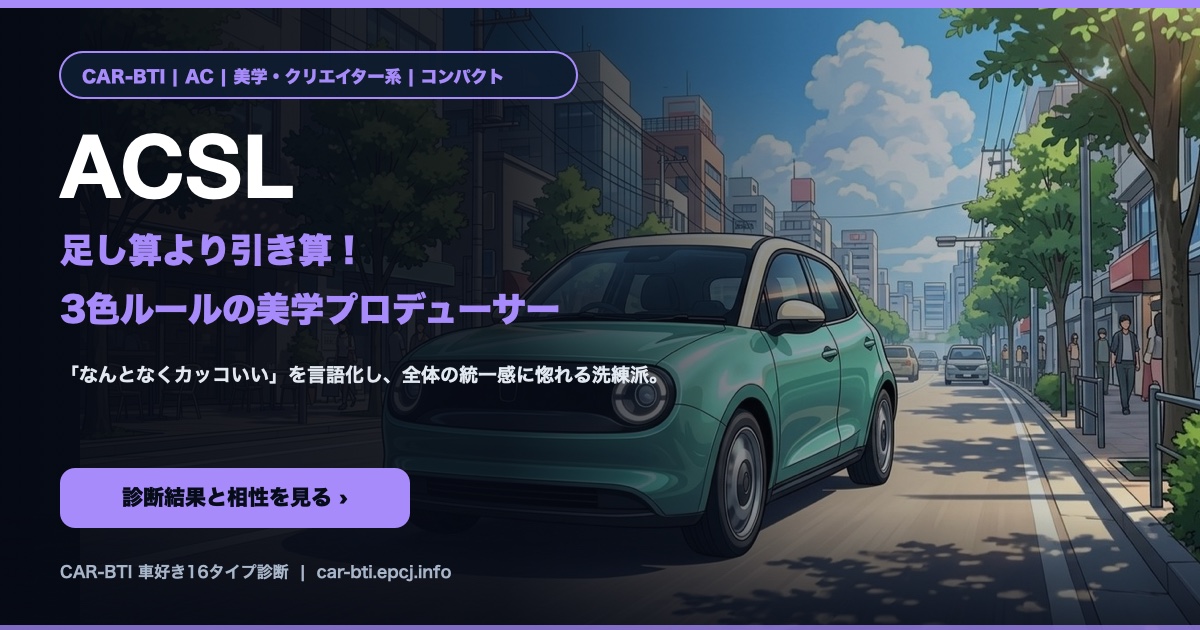 CAR-BTI | AC | 美学・クリエイター系 | コンパクト
ACSL
足し算より引き算！
3色ルールの美学プロデューサー
「なんとなくカッコいい」を言語化し、全体の統一感に惚れる洗練派。
診断結果と相性を見る ›
CAR-BTI 車好き16タイプ診断 | car-bti.epcj.info